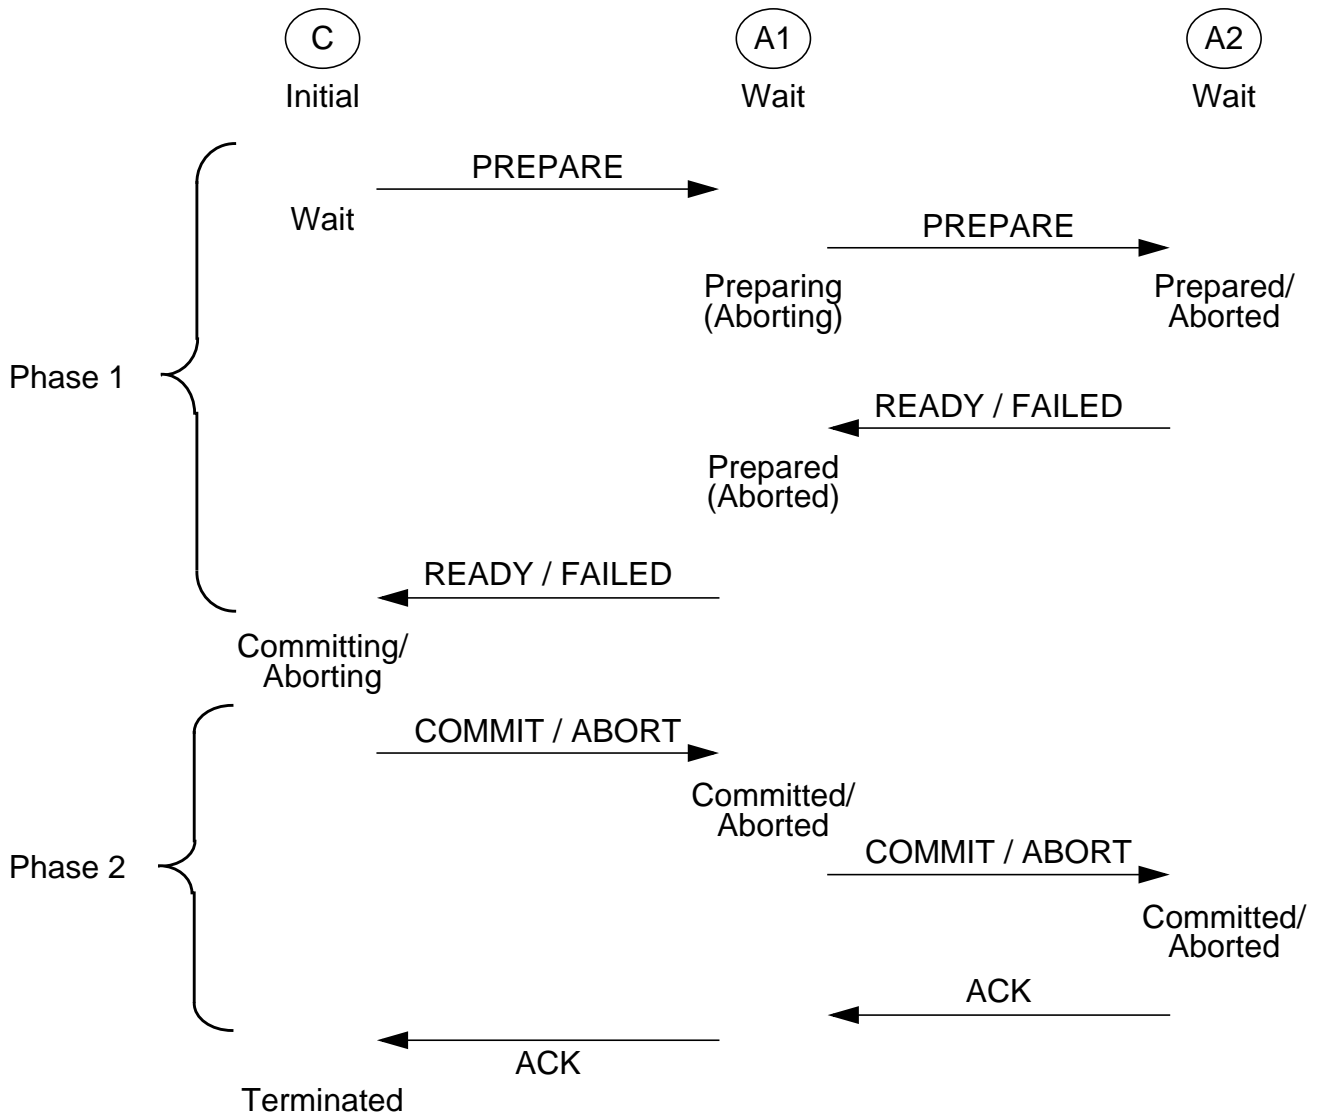 C
A1
A2
Initial
Wait
Wait
PREPARE
Wait
PREPARE
Preparing
(Aborting)
Prepared/
Aborted
Phase 1
READY / FAILED
Prepared
(Aborted)
READY / FAILED
Committing/
Aborting
COMMIT / ABORT
Committed/
Aborted
Phase 2
COMMIT / ABORT
Committed/
Aborted
ACK
ACK
Terminated